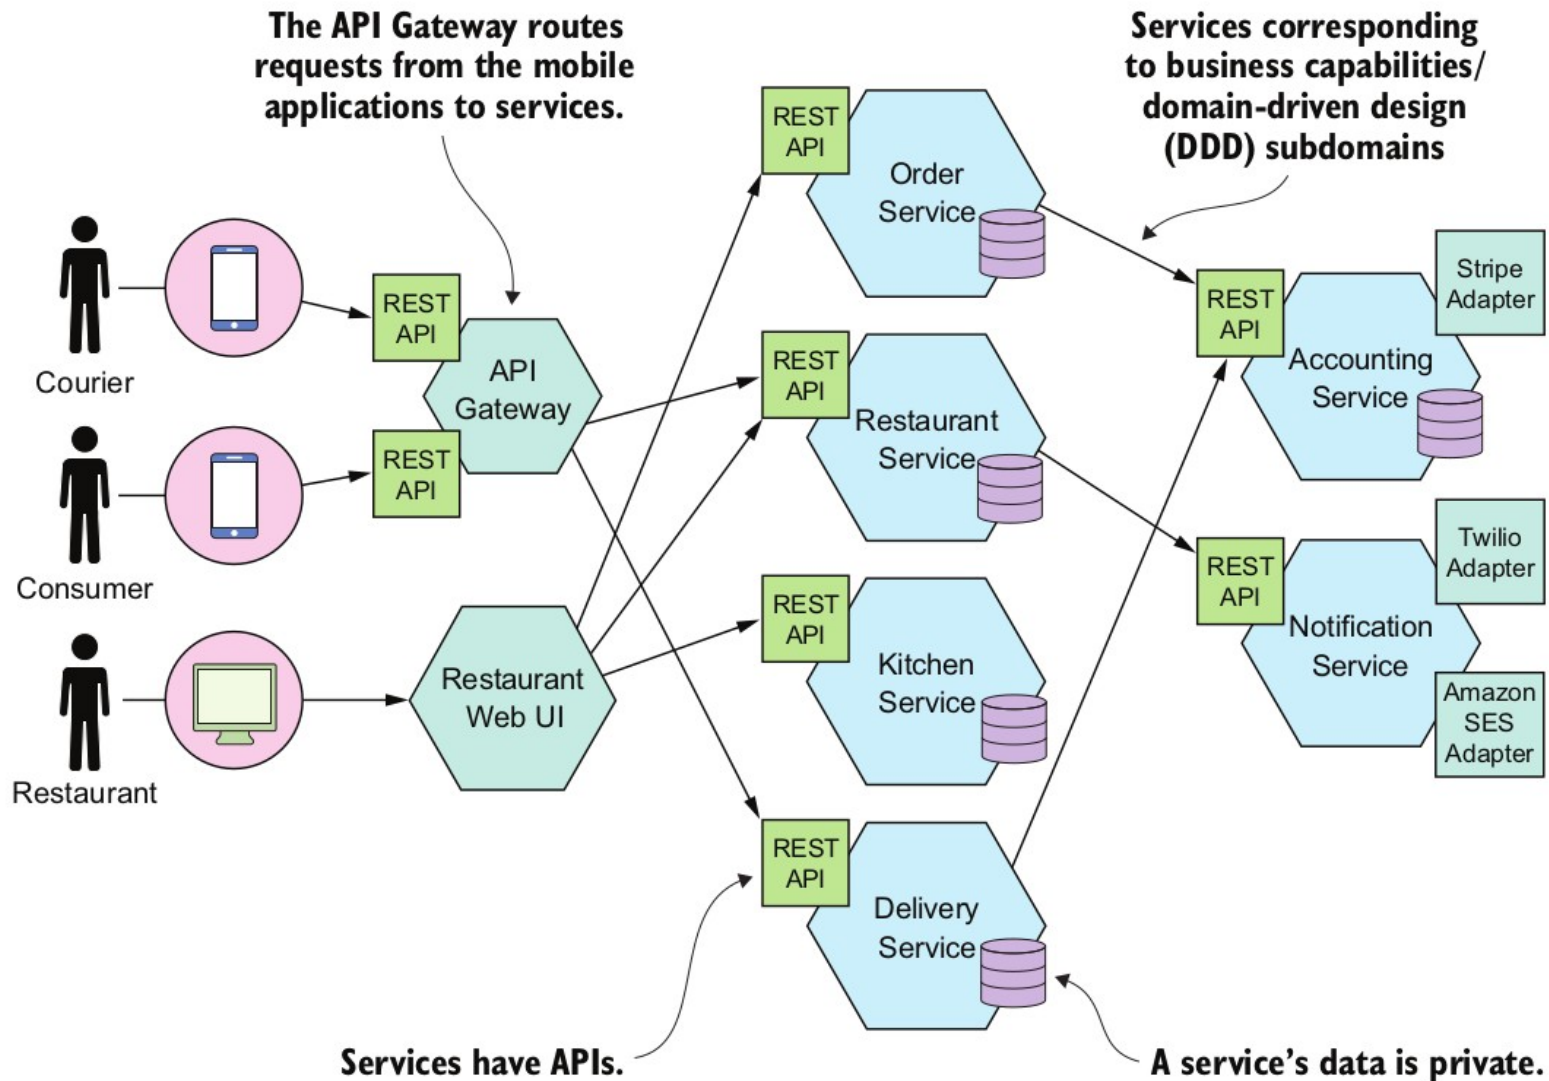 The API Gateway routes
requests from the mobile
applications to services.
Services corresponding
to business capabilities/
domain-driven design
(DDD) subdomains
Courier
REST
API
API
Gateway
Consumer
REST
API
Restaurant
Restaurant
Web UI
REST
API
Order
Service
REST
API
Restaurant
Service
REST
API
Kitchen
Service
REST
API
Delivery
Service
REST
API
Accounting
Service
Stripe
Adapter
REST
API
Notification
Service
Twilio
Adapter
Amazon
SES
Adapter
Services have APIs.
A service’s data is private.